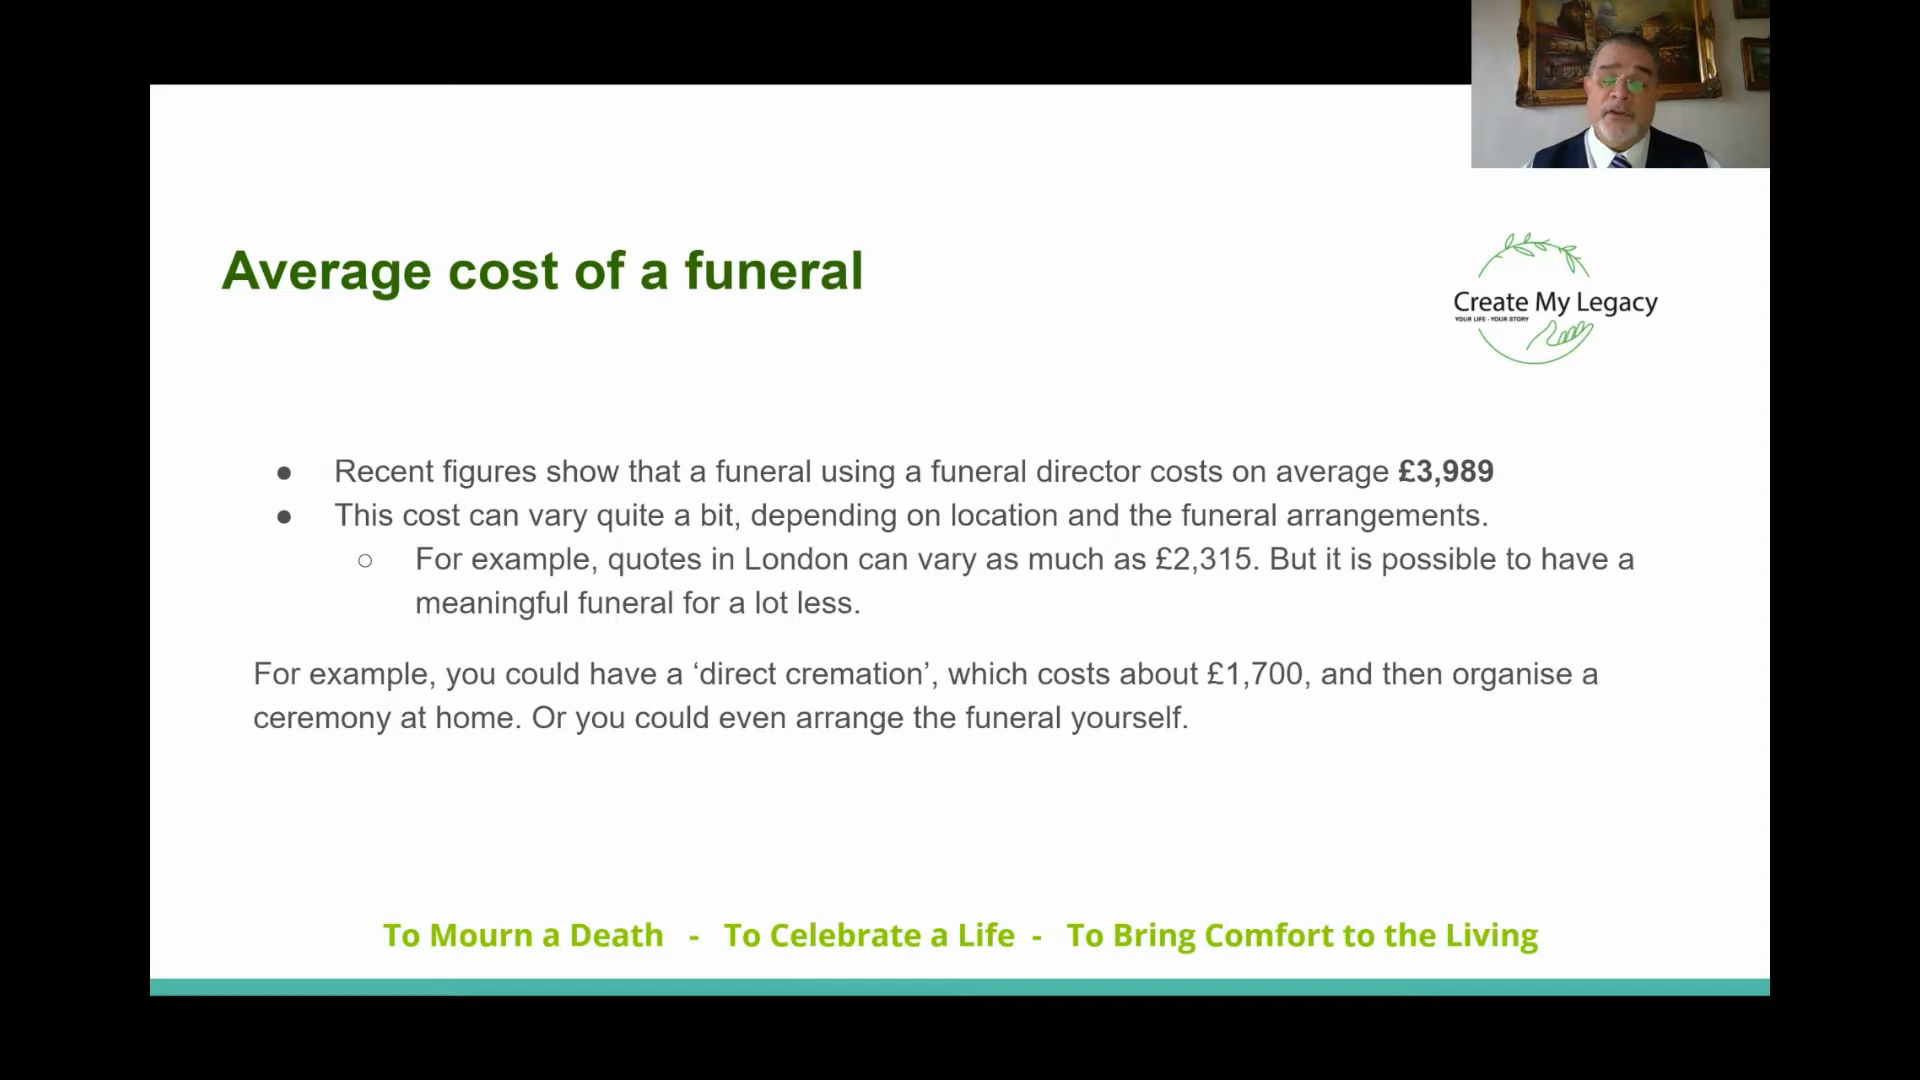 Average cost of a funeral
Create My Legacy
YOUR LIFE - YOUR STORY
● Recent figures show that a funeral using a funeral director costs on average £3,989
● This cost can vary quite a bit, depending on location and the funeral arrangements.
○ For example, quotes in London can vary as much as £2,315. But it is possible to have a
meaningful funeral for a lot less.
For example, you could have a ‘direct cremation’, which costs about £1,700, and then organise a
ceremony at home. Or you could even arrange the funeral yourself.
To Mourn a Death - To Celebrate a Life - To Bring Comfort to the Living